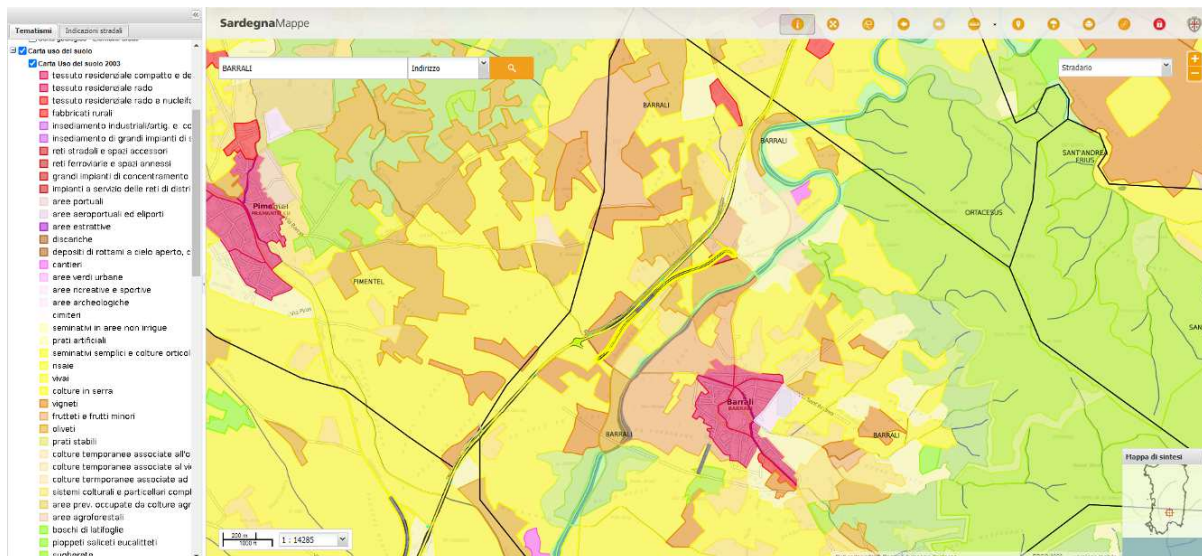 SardegnaMappe
Tematismi
Indicazioni stradali
Carta uso del suolo
Carta Uso del suolo 2003
tessuto residenziale compatto e de
tessuto residenziale rado
tessuto residenziale rado a nucleifo
fabbricati rurali
insediamento industriali/artig. e co
insediamento di grandi impianti di s
reti stradali e spazi accessori
reti ferroviarie e spazi annessi
grandi impianti di concentramento
impianti a servizio delle reti di distri
aree portuali
aree aeroportuali ed eliporti
aree estrattive
discariche
depositi di rottami a cielo aperto, c
cantieri
aree verdi urbane
aree ricreative e sportive
aree archeologiche
cimiteri
seminativi in aree non irrigue
prati artificiali
seminativi semplici e colture orticol
risaie
vivai
colture in serra
vigneti
frutteti e frutti minori
oliveti
prati stabili
colture temporanee associate all'o
colture temporanee associate al vi
colture temporanee associate ad
sistemi colturali e particellari compl
aree prev. occupate da colture agr
aree agroforestali
boschi di latifoglie
pioppeti saliceti eucalitteti
sugherete
BARRALI
Indirizzo
Stradario
BARRALI
BARRALI
SANT'ANDREA
FRIUS
ORTACESUS
PIMENTEL
Barrali
BARRALI
BARRALI
BARRALI
SAN
Mappa di sintesi
200 m
1000 ft
1 : 14285